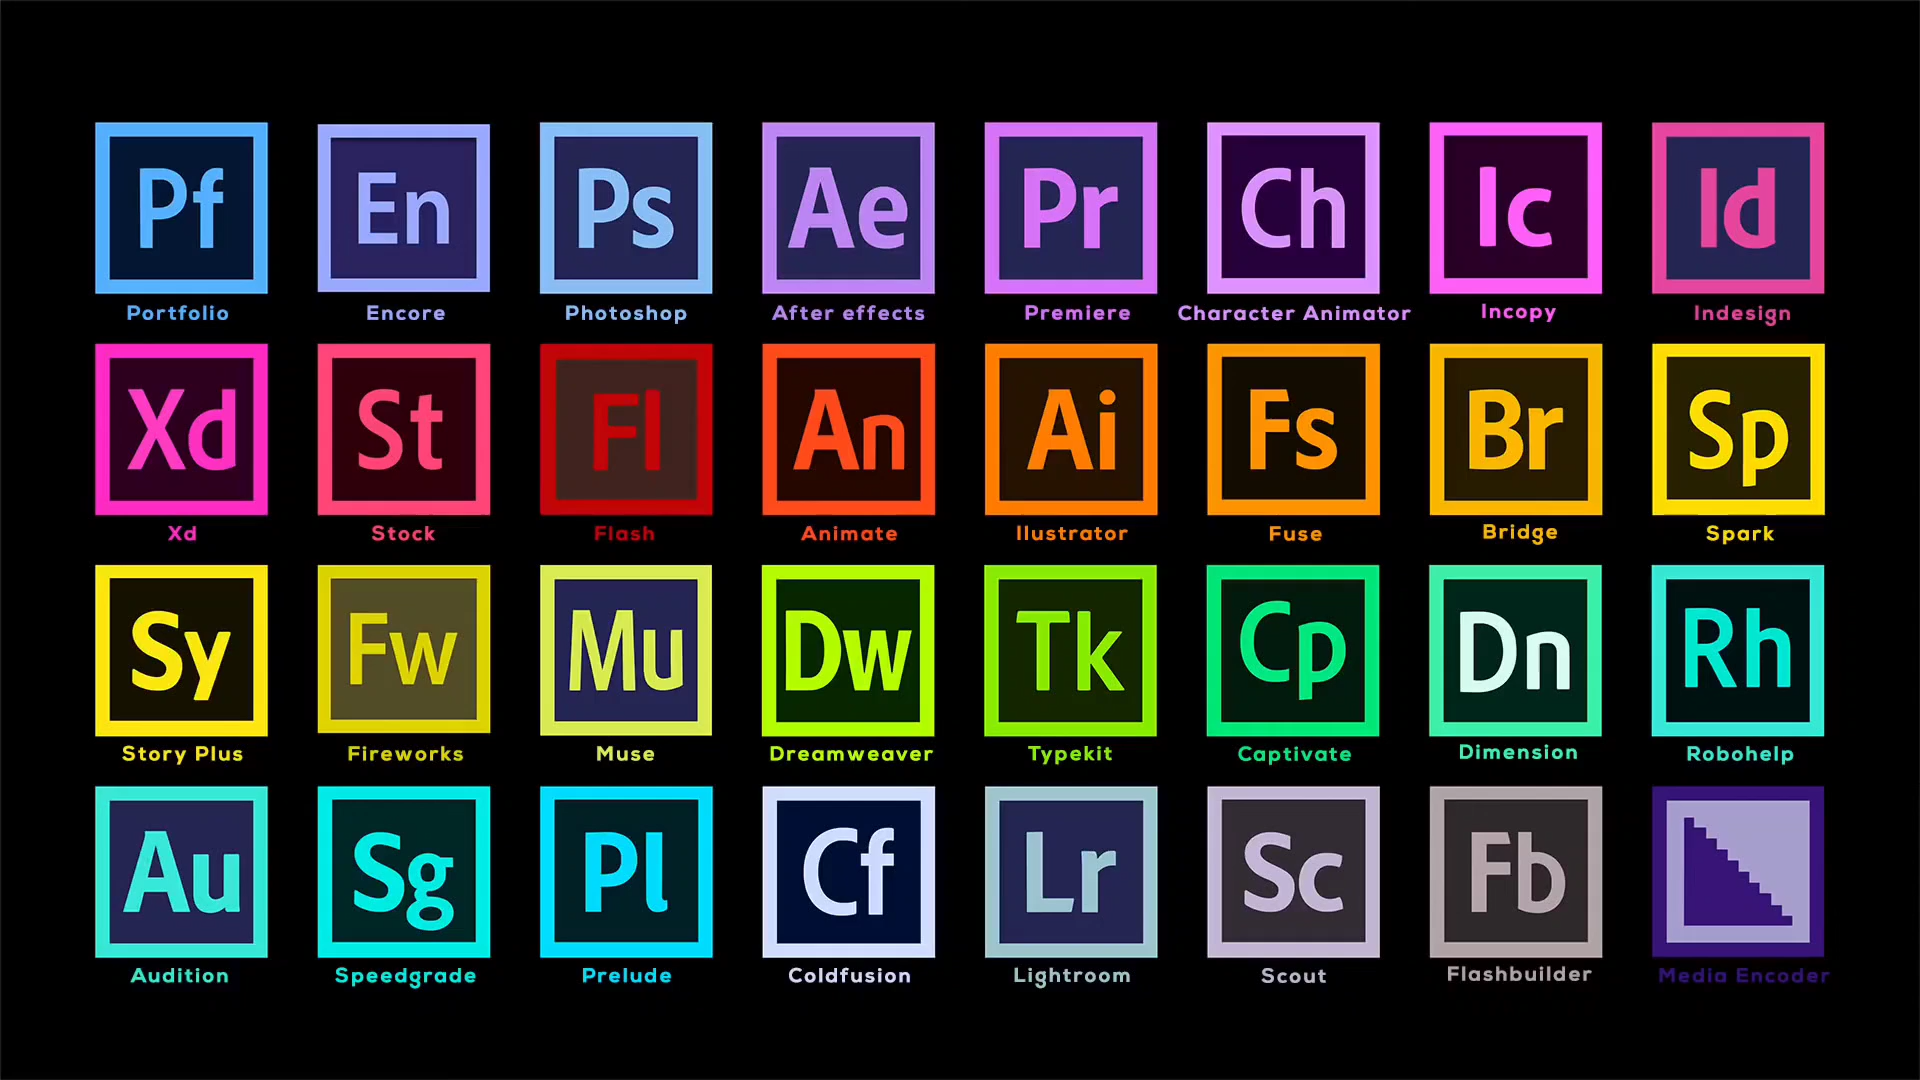 Pf En Ps Ae Pr Ch Ic Id
Portfolio Encore Photoshop After effects Premiere Character Animator Incopy Indesign
Xd St Fl An Ai Fs Br Sp
Xd Stock Flash Animate Ilustrator Fuse Bridge Spark
Sy Fw Mu Dw Tk Cp Dn Rh
Story Plus Fireworks Muse Dreamweaver Typekit Captivate Dimension Robohelp
Au Sg Pl Cf Lr Sc Fb
Audition Speedgrade Prelude Coldfusion Lightroom Scout Flashbuilder Media Encoder